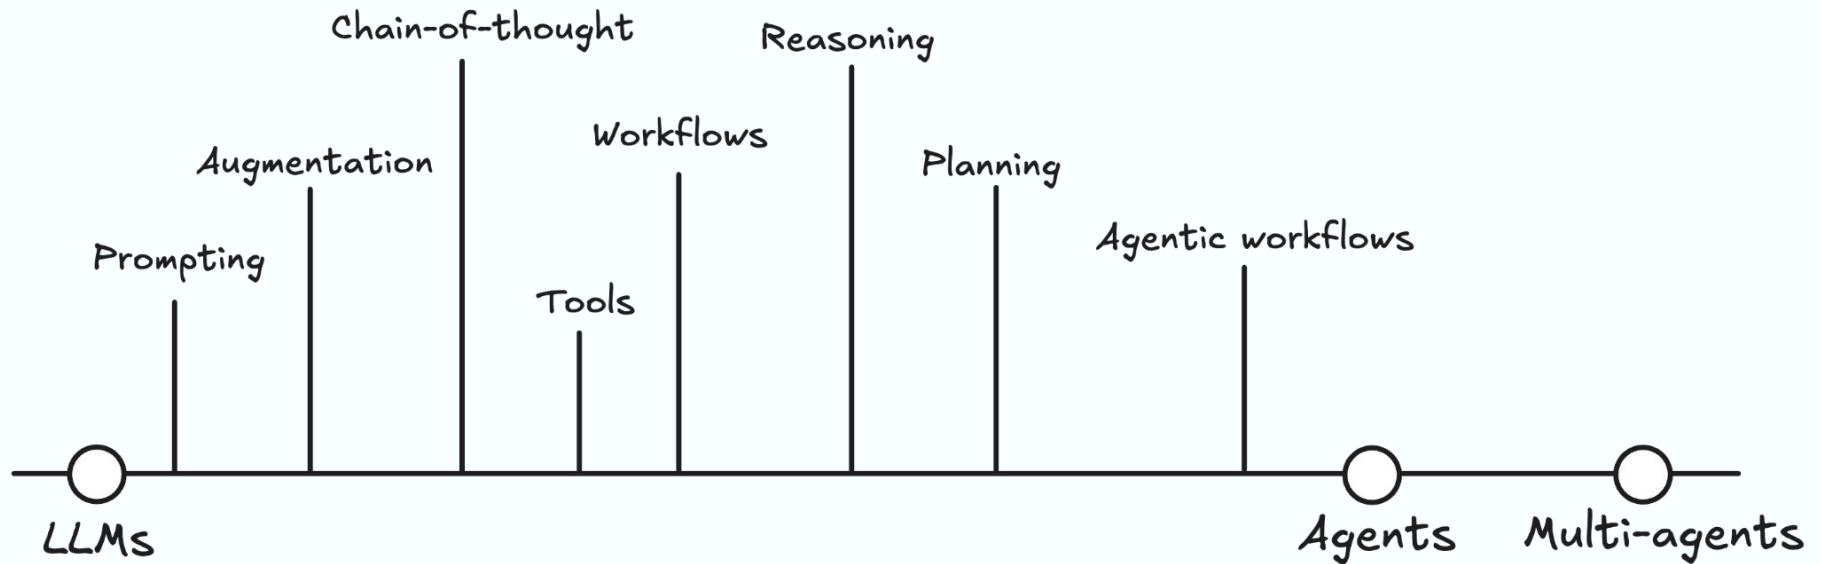 Chain-of-thought
Reasoning
Workflows
Augmentation
Planning
Agentic workflows
Prompting
Tools
LLMs
Agents
Multi-agents